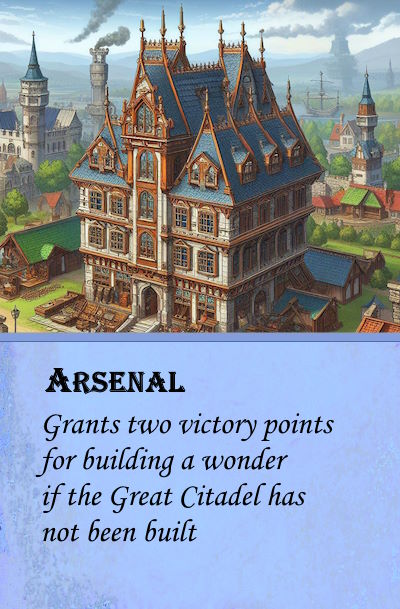 Arsenal
Grants two victory points
for building a wonder
if the Great Citadel has
not been built